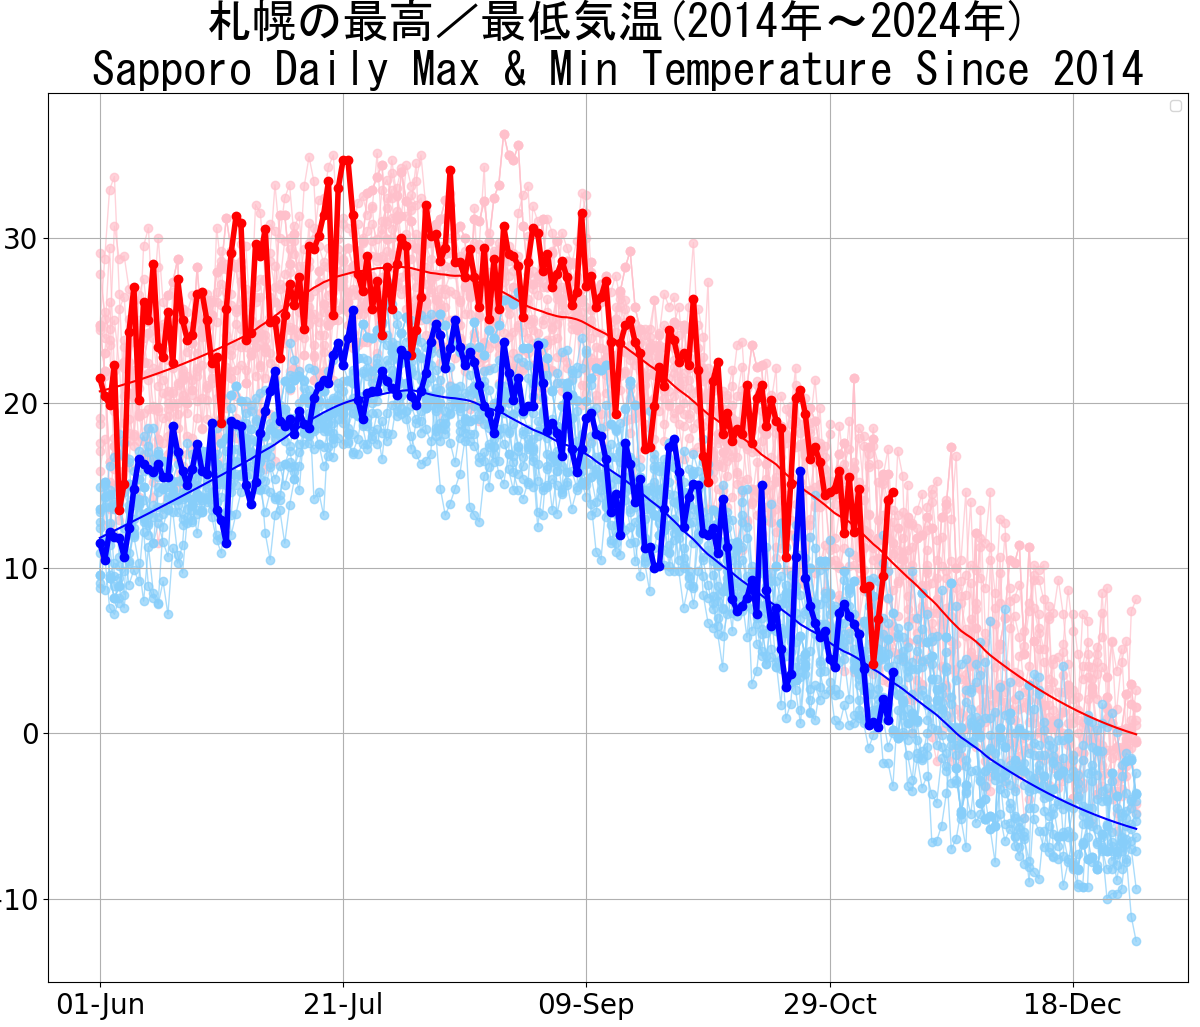 札幌の最高／最低気温(2014年〜2024年)
Sapporo Daily Max & Min Temperature Since 2014
30
20
10
0
-10
01-Jun 21-Jul 09-Sep 29-Oct 18-Dec